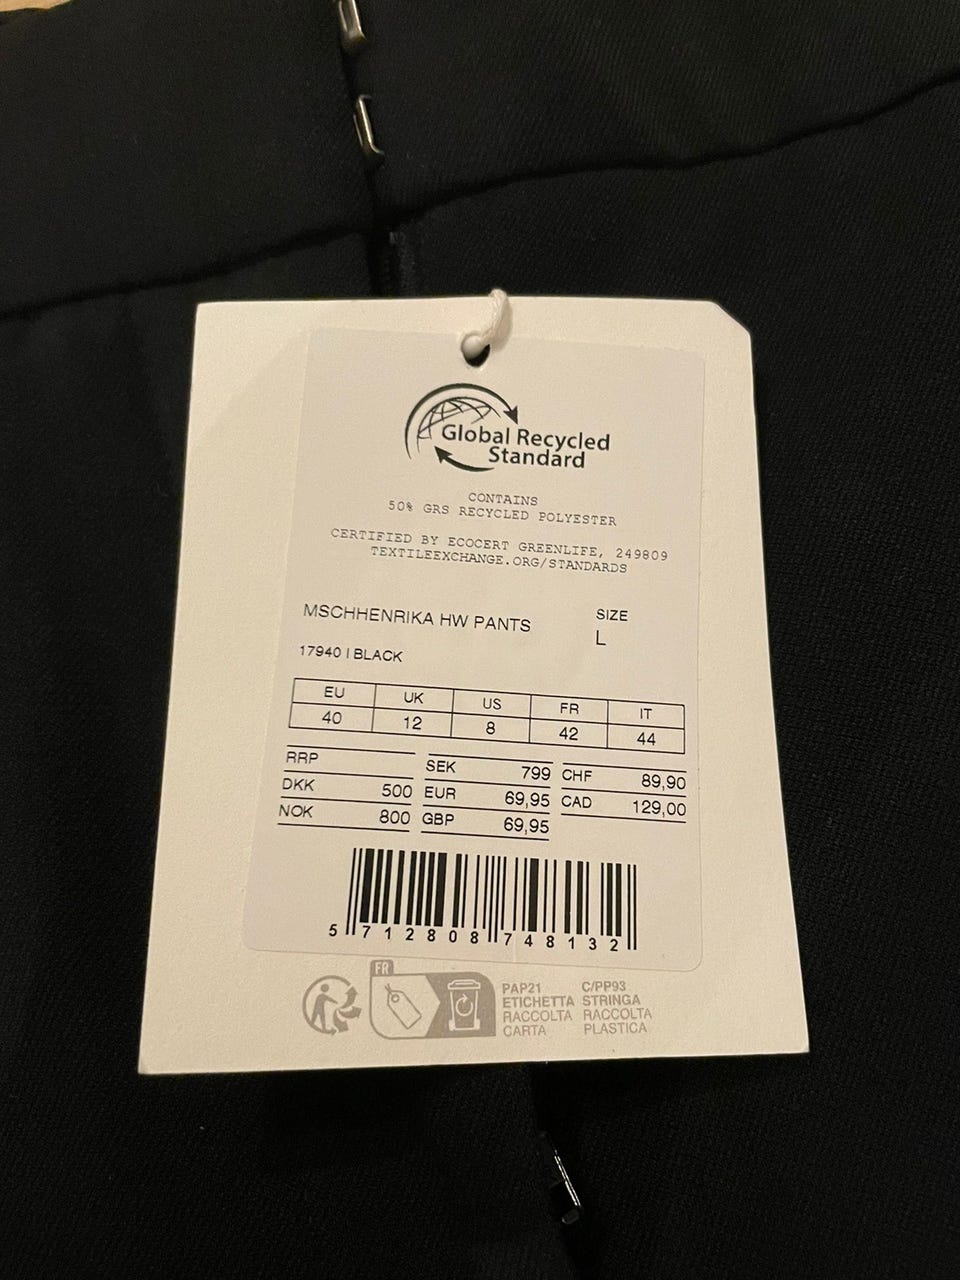 Global Recycled
Standard
CONTAINS
50% GRS RECYCLED POLYESTER
CERTIFIED BY ECOCERT GREENLIFE, 249809
TEXTILEEXCHANGE.ORG/STANDARDS
MSCHHENRIKA HW PANTS
SIZE
L
17940 I BLACK
EU UK US FR IT
40 12 8 42 44
RRP SEK 799 CHF 89,90
DKK 500 EUR 69,95 CAD 129,00
NOK 800 GBP 69,95
5 712808 748132
FR
PAP21 C/PP93
ETICHETTA STRINGA
RACCOLTA RACCOLTA
CARTA PLASTICA